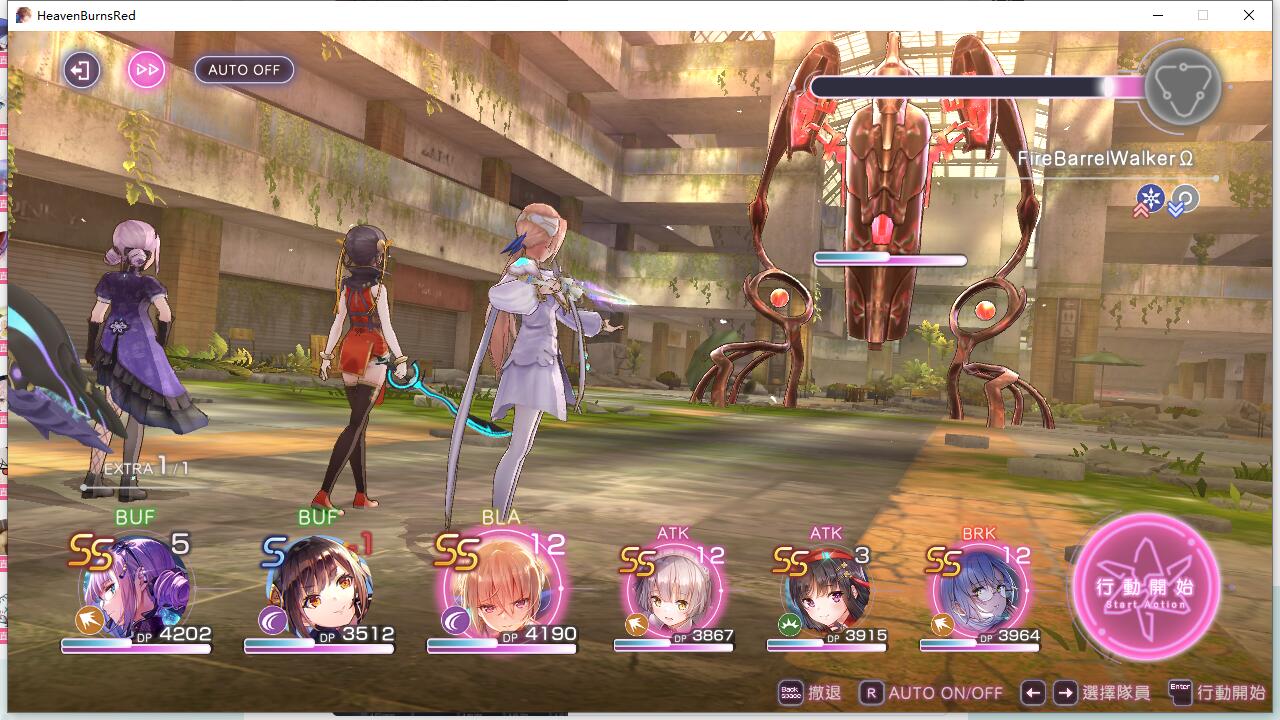 HeavenBurnsRed
AUTO OFF
FireBarrelWalker Ω
EXTRA 1/1
BUF
SS
5
DP 4202
BUF
S
DP 3512
BLA
SS
12
DP 4190
ATK
SS
12
DP 3867
ATK
SS
3
DP 3915
BRK
SS
12
DP 3964
行動開始
Start Action
Back space 撤退
R AUTO ON/OFF
← → 選擇隊員
Enter 行動開始